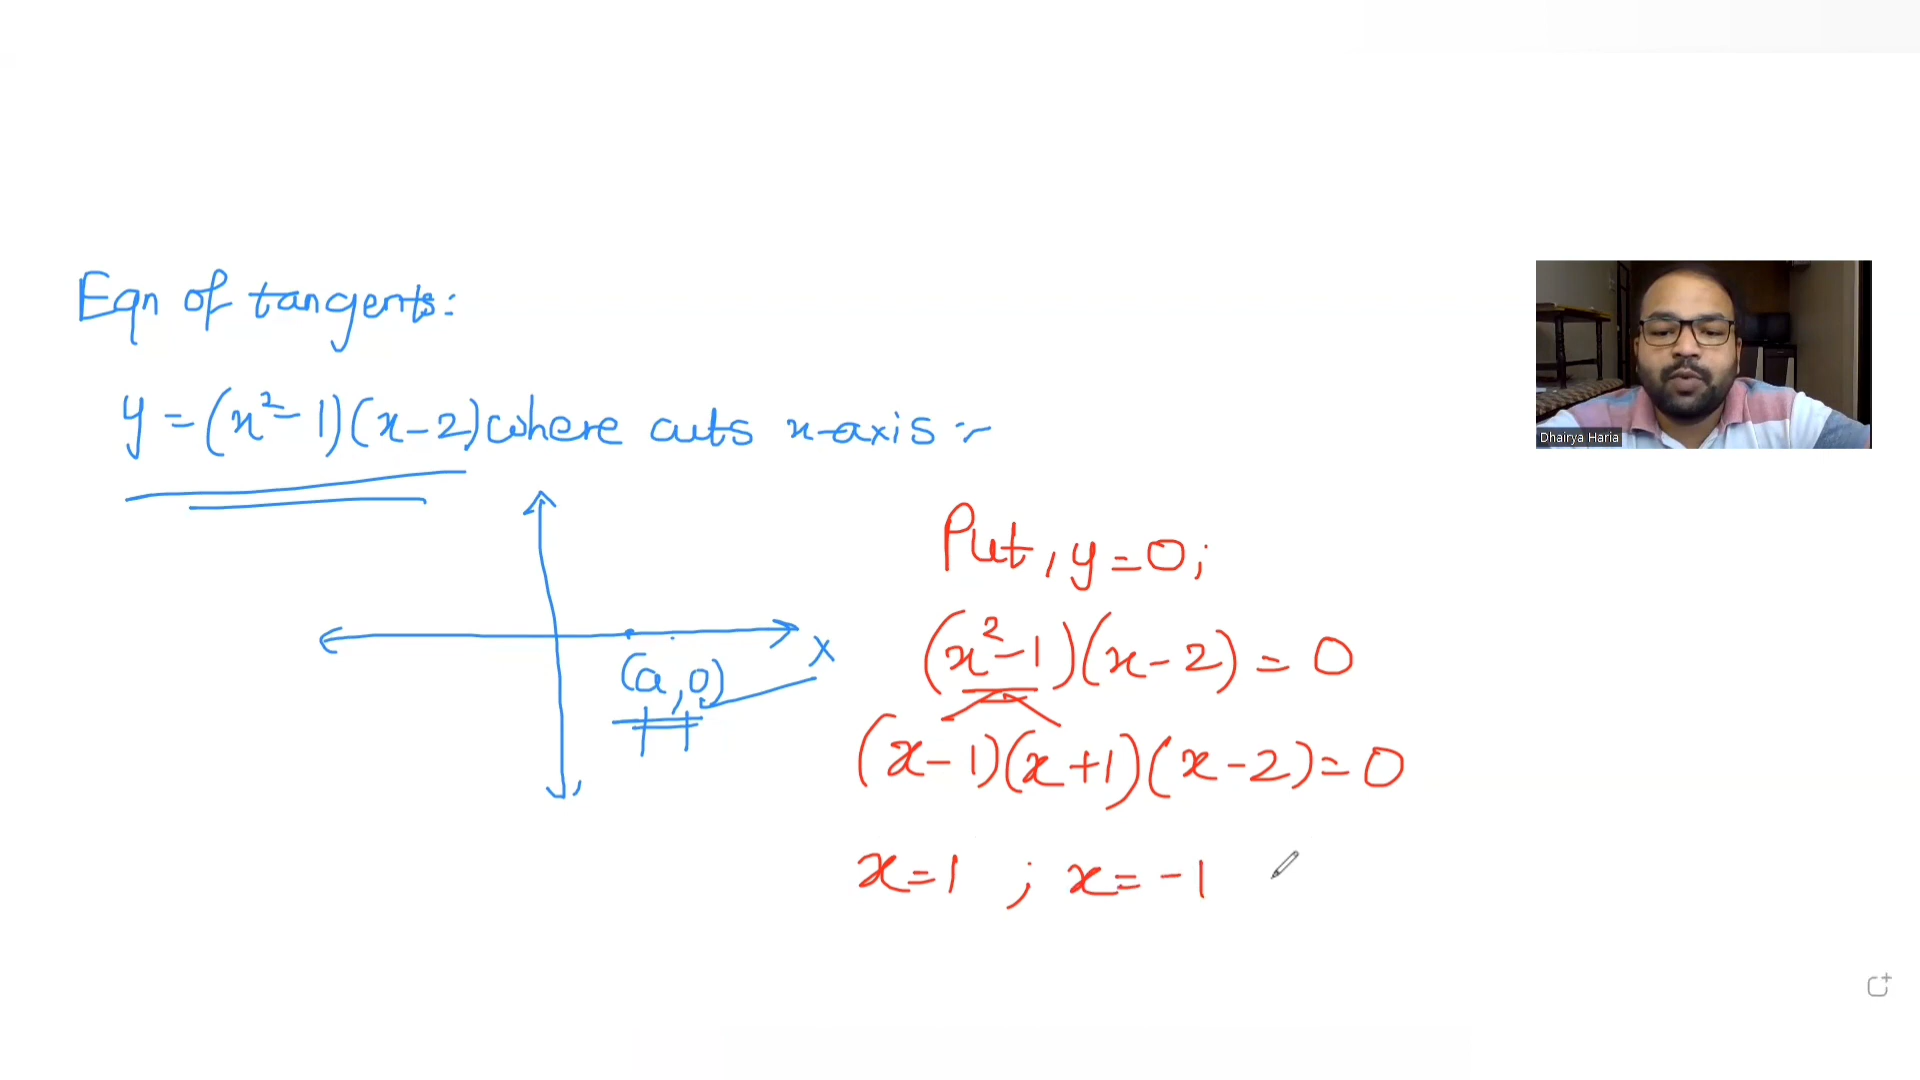 Eqn of tangents:
y = (x²-1)(x-2) where cuts x-axis :-
X
(a,0)
Put, y=0;
(x²-1)(x-2) = 0
(x-1)(x+1)(x-2)=0
x=1 ; x=-1
Dhairya Haria